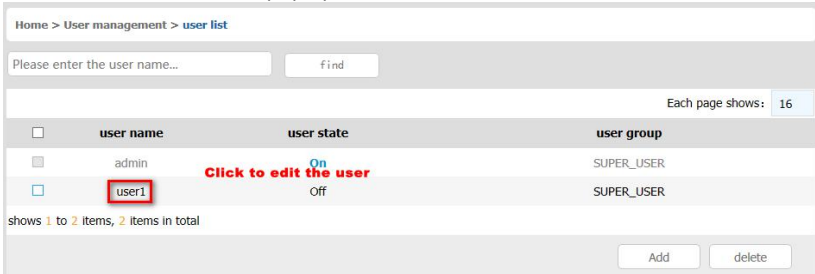 Home > User management > user list
Please enter the user name... find
Each page shows: 16
user name user state user group
admin On SUPER_USER
Click to edit the user
user1 Off SUPER_USER
shows 1 to 2 items, 2 items in total
Add delete